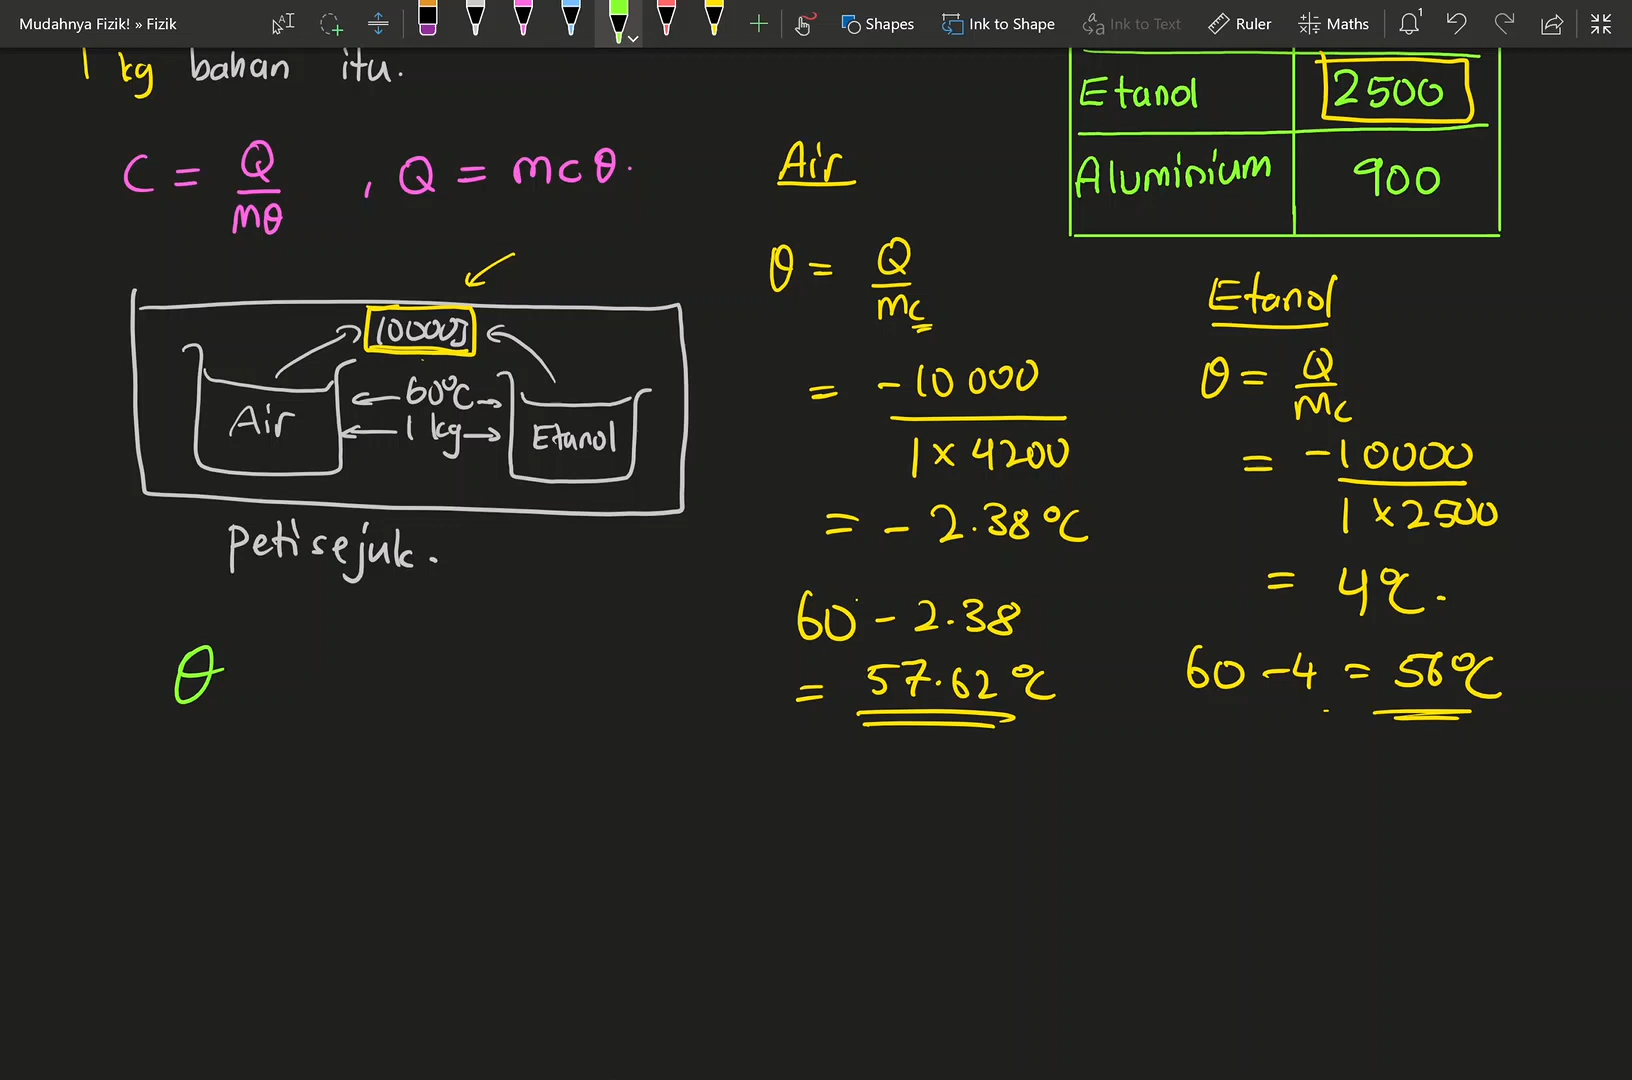 Mudahnya Fizik! » Fizik
Shapes
Ink to Shape
Ink to Text
Ruler
Maths
1
1 kg bahan itu.
C = Q/mθ , Q = mcθ.
Etanol 2500
Aluminium 900
10000J
60°C
1 kg
Air
Etanol
Peti sejuk.
θ
Air
θ = Q/mc
= -10 000 / 1 × 4200
= - 2.38°C
60 - 2.38
= 57.62°C
Etanol
θ = Q/mc
= -10000 / 1 × 2500
= 4°C.
60 - 4 = 56°C